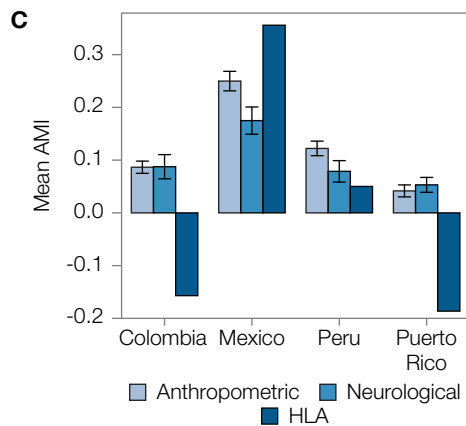 C
Mean AMI
0.3
0.2
0.1
0.0
-0.1
-0.2
Colombia Mexico Peru Puerto
Rico
Anthropometric Neurological
HLA